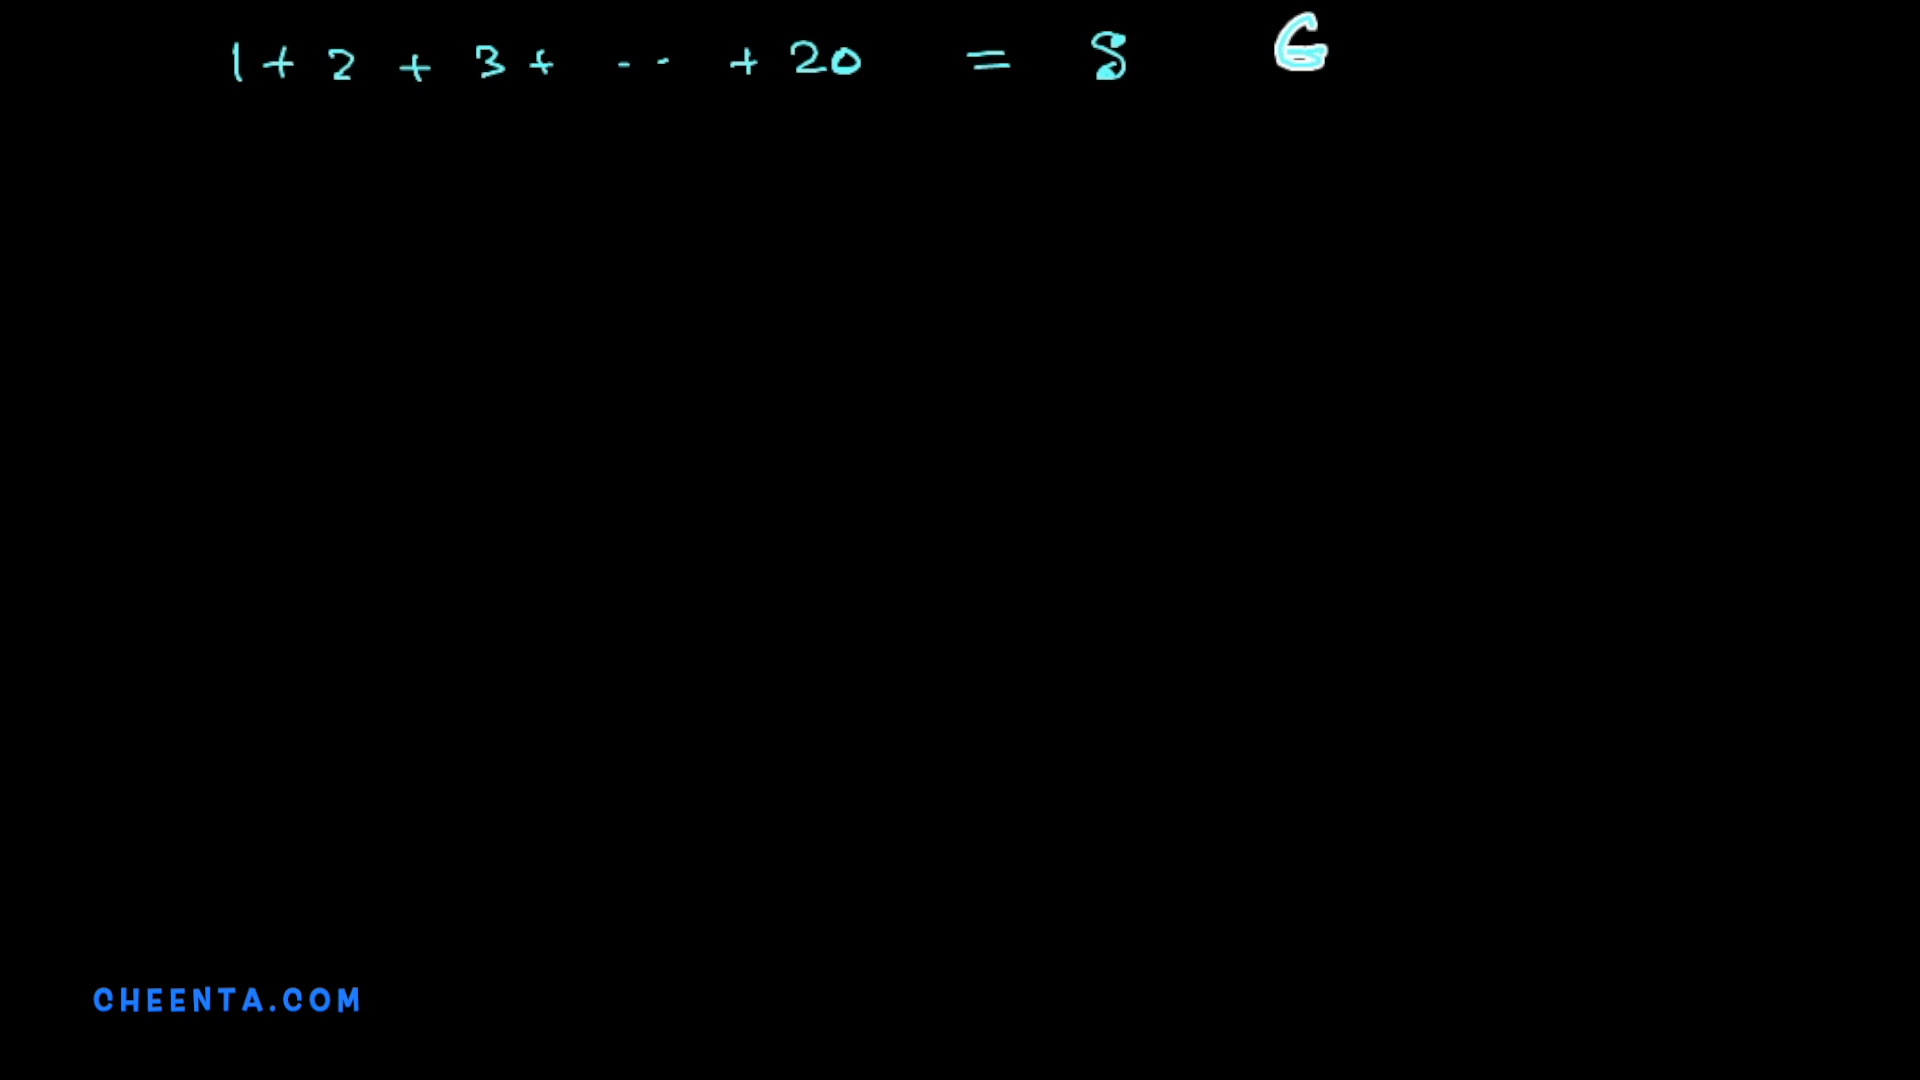 1 + 2 + 3 + - - + 20 = S G
CHEENTA.COM